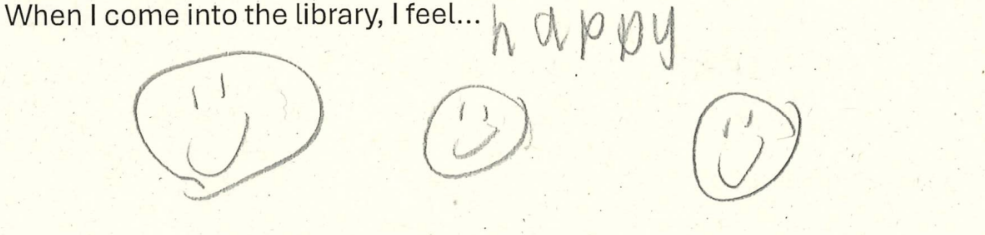 When I come into the library, I feel... happy